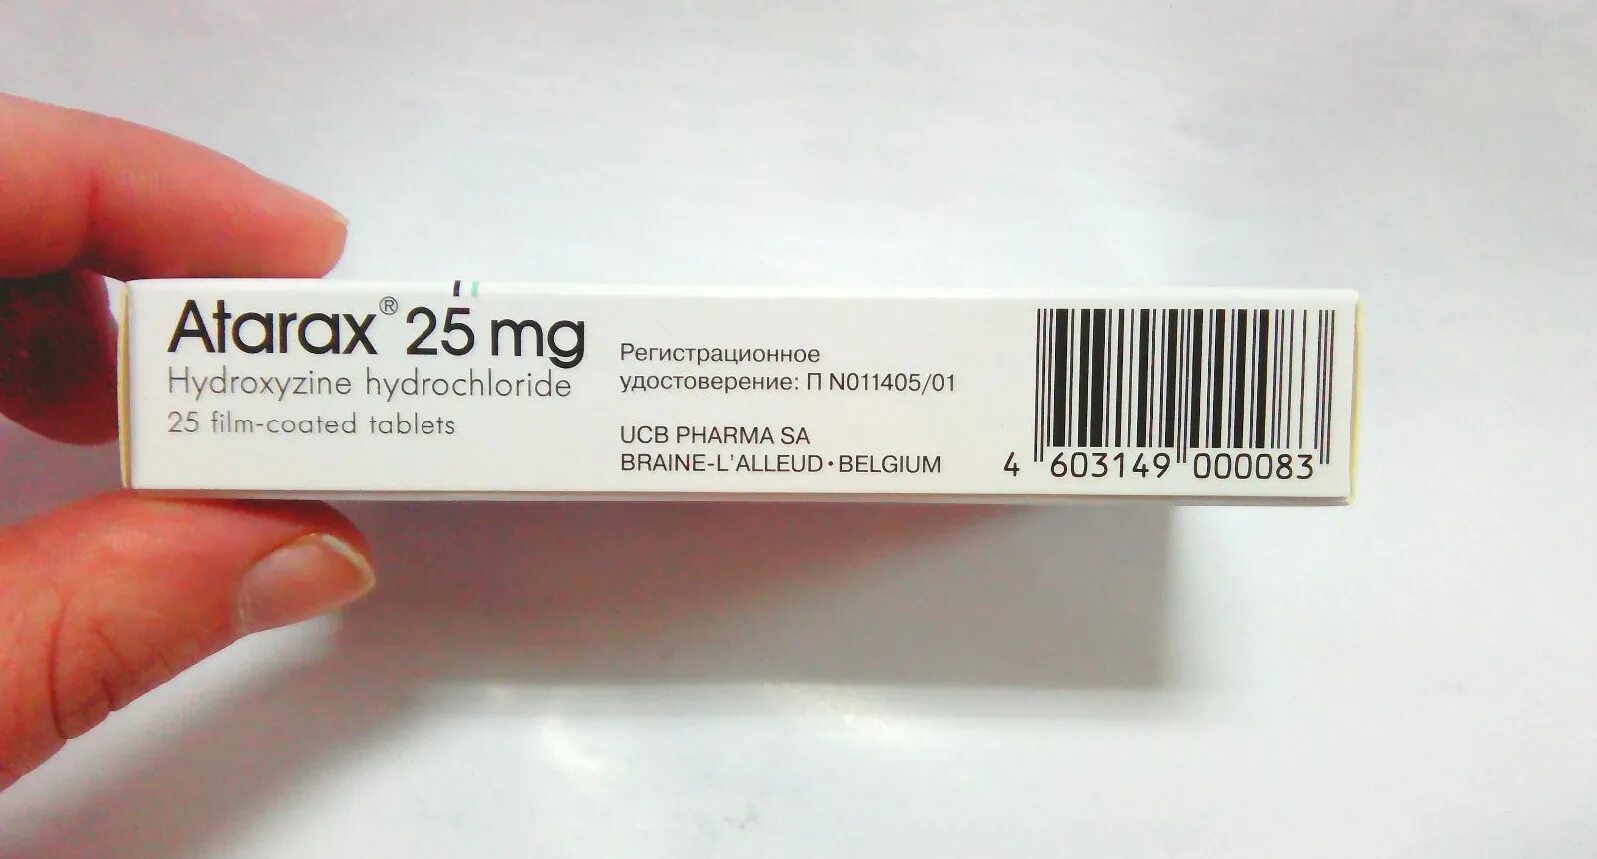 Atarax® 25 mg
Hydroxyzine hydrochloride
25 film-coated tablets
Регистрационное
удостоверение: П N011405/01
UCB PHARMA SA
BRAINE-L'ALLEUD • BELGIUM
4 603149 000083